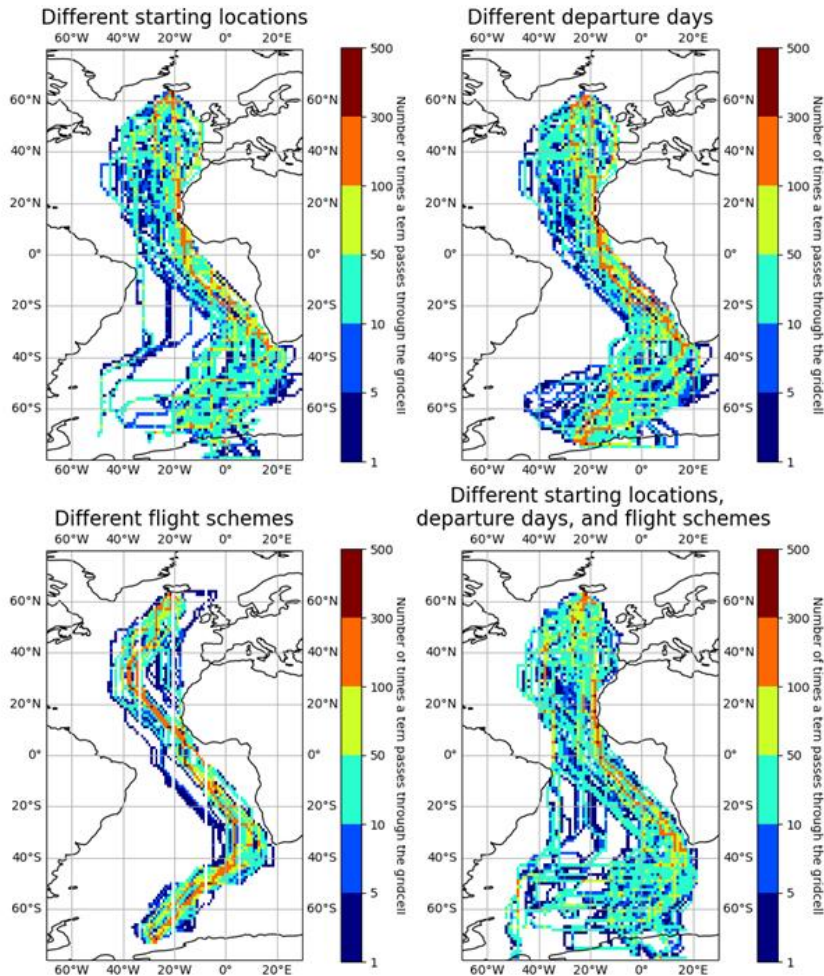 Different starting locations
60°W 40°W 20°W 0° 20°E
60°N
40°N
20°N
0°
20°S
40°S
60°S
60°W 40°W 20°W 0° 20°E
500
300
100
50
10
5
1
Number of times a tern passes through the gridcell
Different departure days
60°W 40°W 20°W 0° 20°E
60°N
40°N
20°N
0°
20°S
40°S
60°S
60°W 40°W 20°W 0° 20°E
500
300
100
50
10
5
1
Number of times a tern passes through the gridcell
Different flight schemes
60°W 40°W 20°W 0° 20°E
60°N
40°N
20°N
0°
20°S
40°S
60°S
60°W 40°W 20°W 0° 20°E
500
300
100
50
10
5
1
Number of times a tern passes through the gridcell
Different starting locations,
departure days, and flight schemes
60°W 40°W 20°W 0° 20°E
60°N
40°N
20°N
0°
20°S
40°S
60°S
60°W 40°W 20°W 0° 20°E
500
300
100
50
10
5
1
Number of times a tern passes through the gridcell